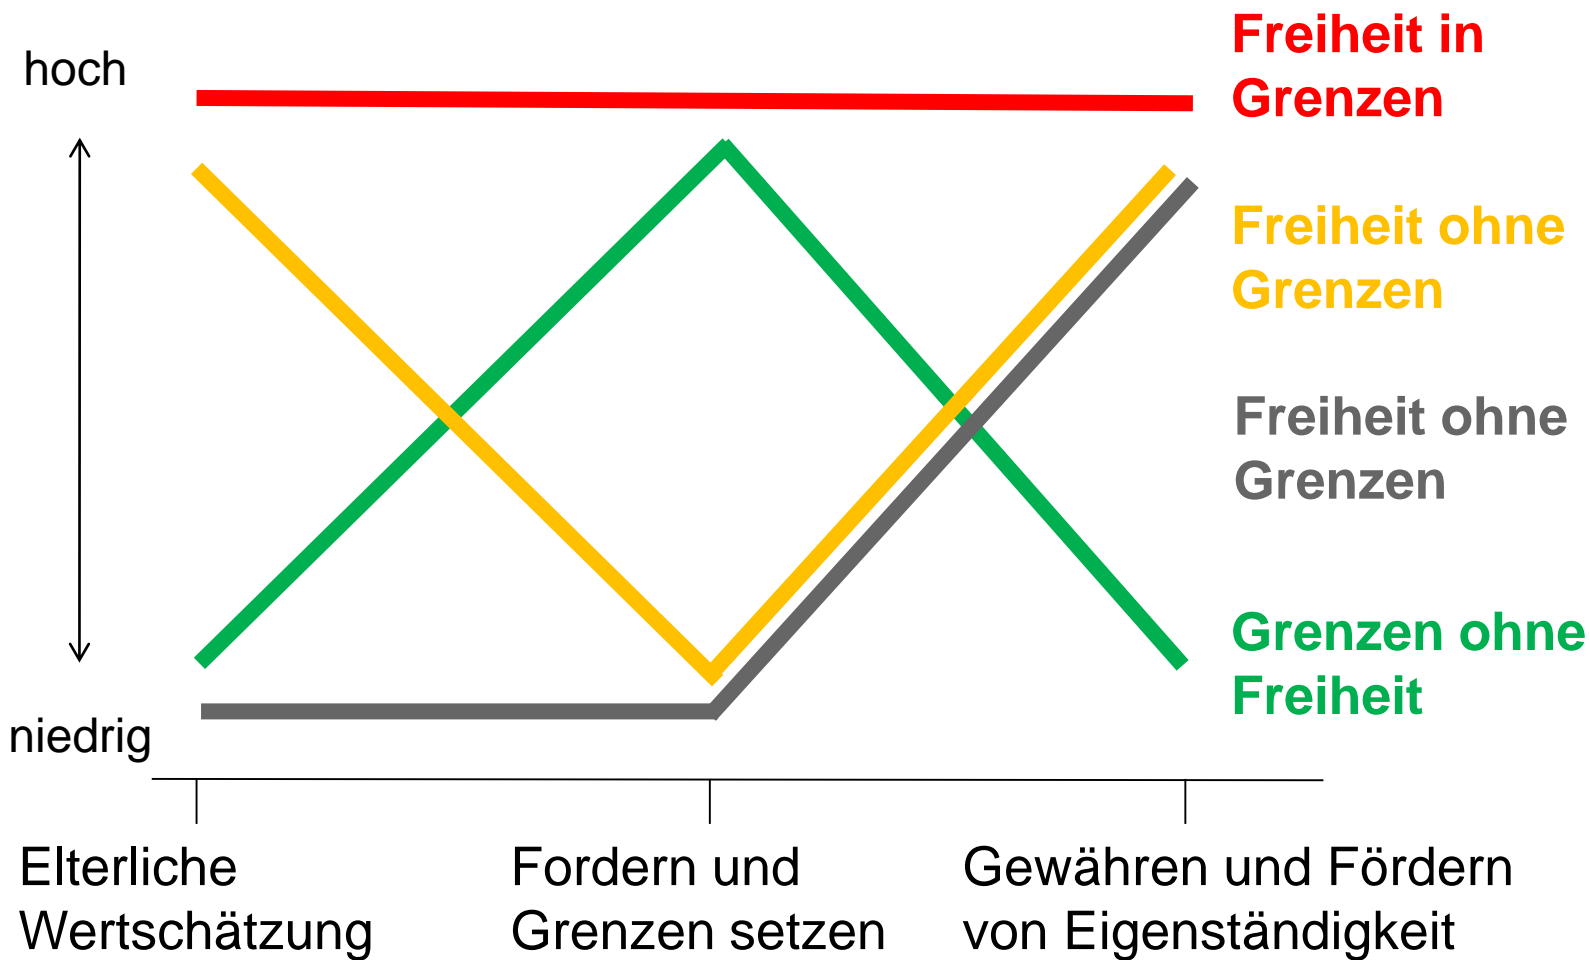 hoch
niedrig
Freiheit in
Grenzen
Freiheit ohne
Grenzen
Freiheit ohne
Grenzen
Grenzen ohne
Freiheit
Elterliche
Wertschätzung
Fordern und
Grenzen setzen
Gewähren und Fördern
von Eigenständigkeit